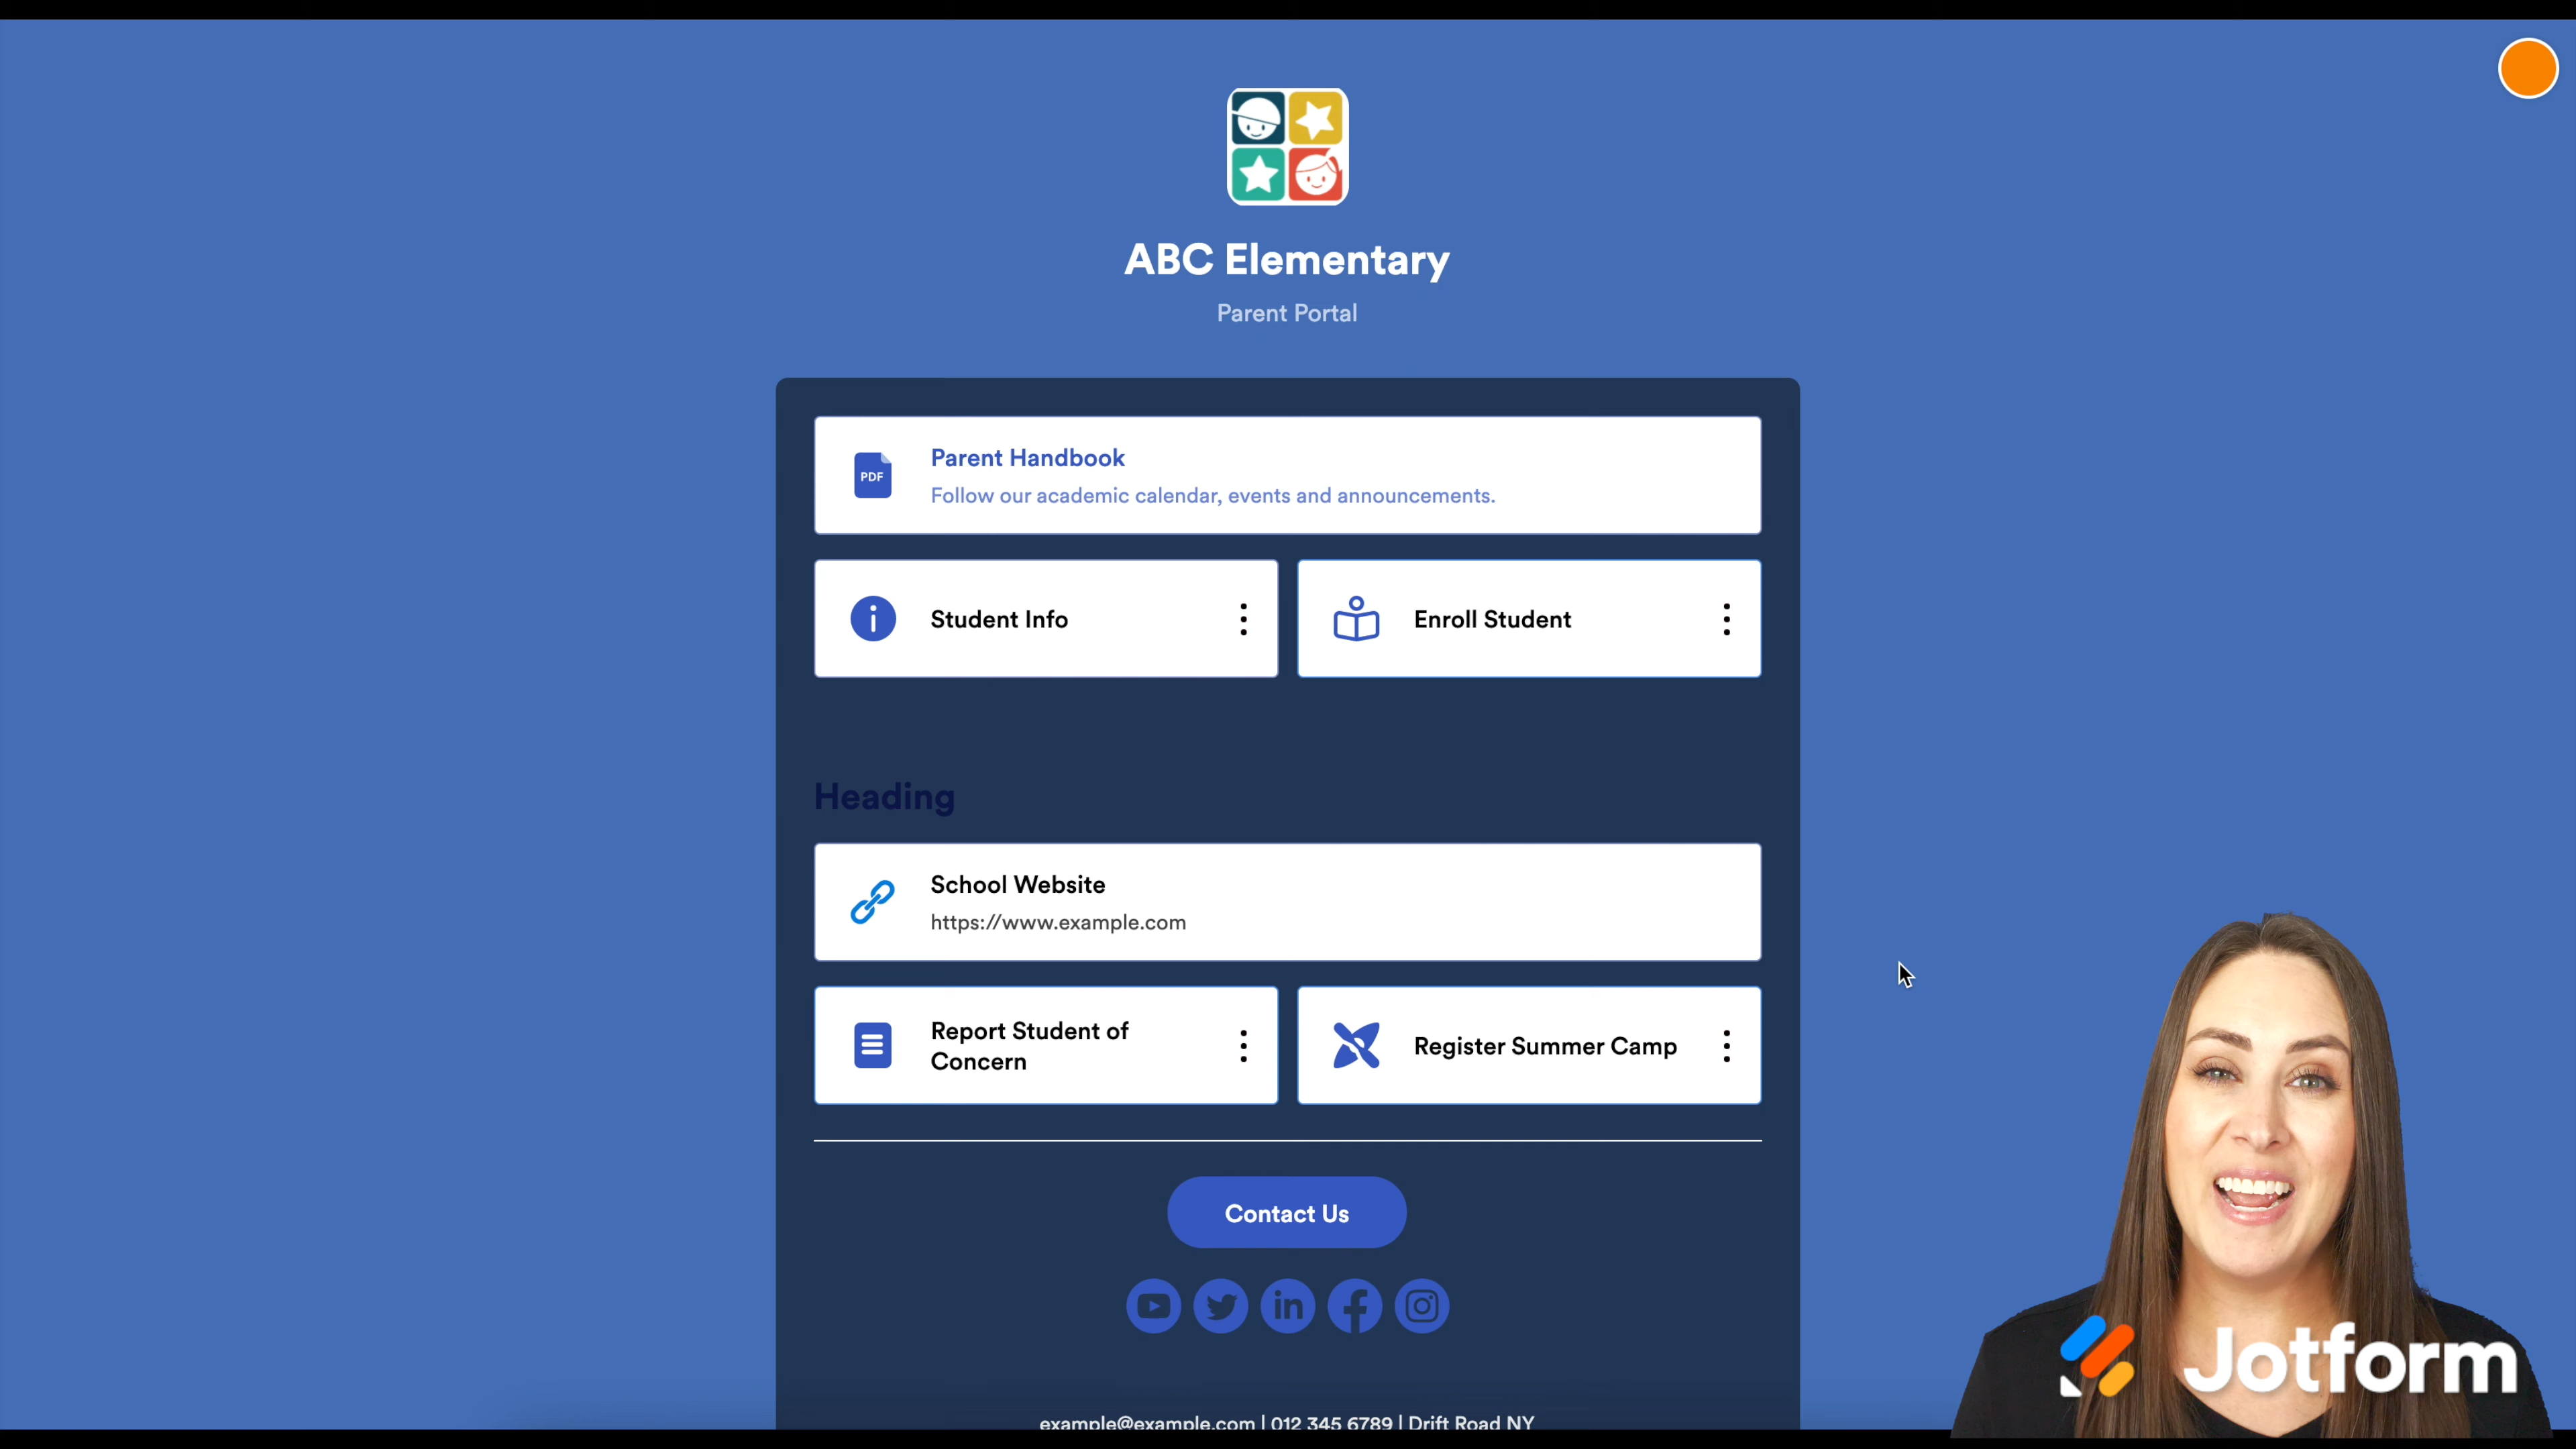 ABC Elementary
Parent Portal
PDF
Parent Handbook
Follow our academic calendar, events and announcements.
Student Info
Enroll Student
Heading
School Website
https://www.example.com
Report Student of
Concern
Register Summer Camp
Contact Us
example@example.com | 012 345 6789 | Drift Road NY
Jotform